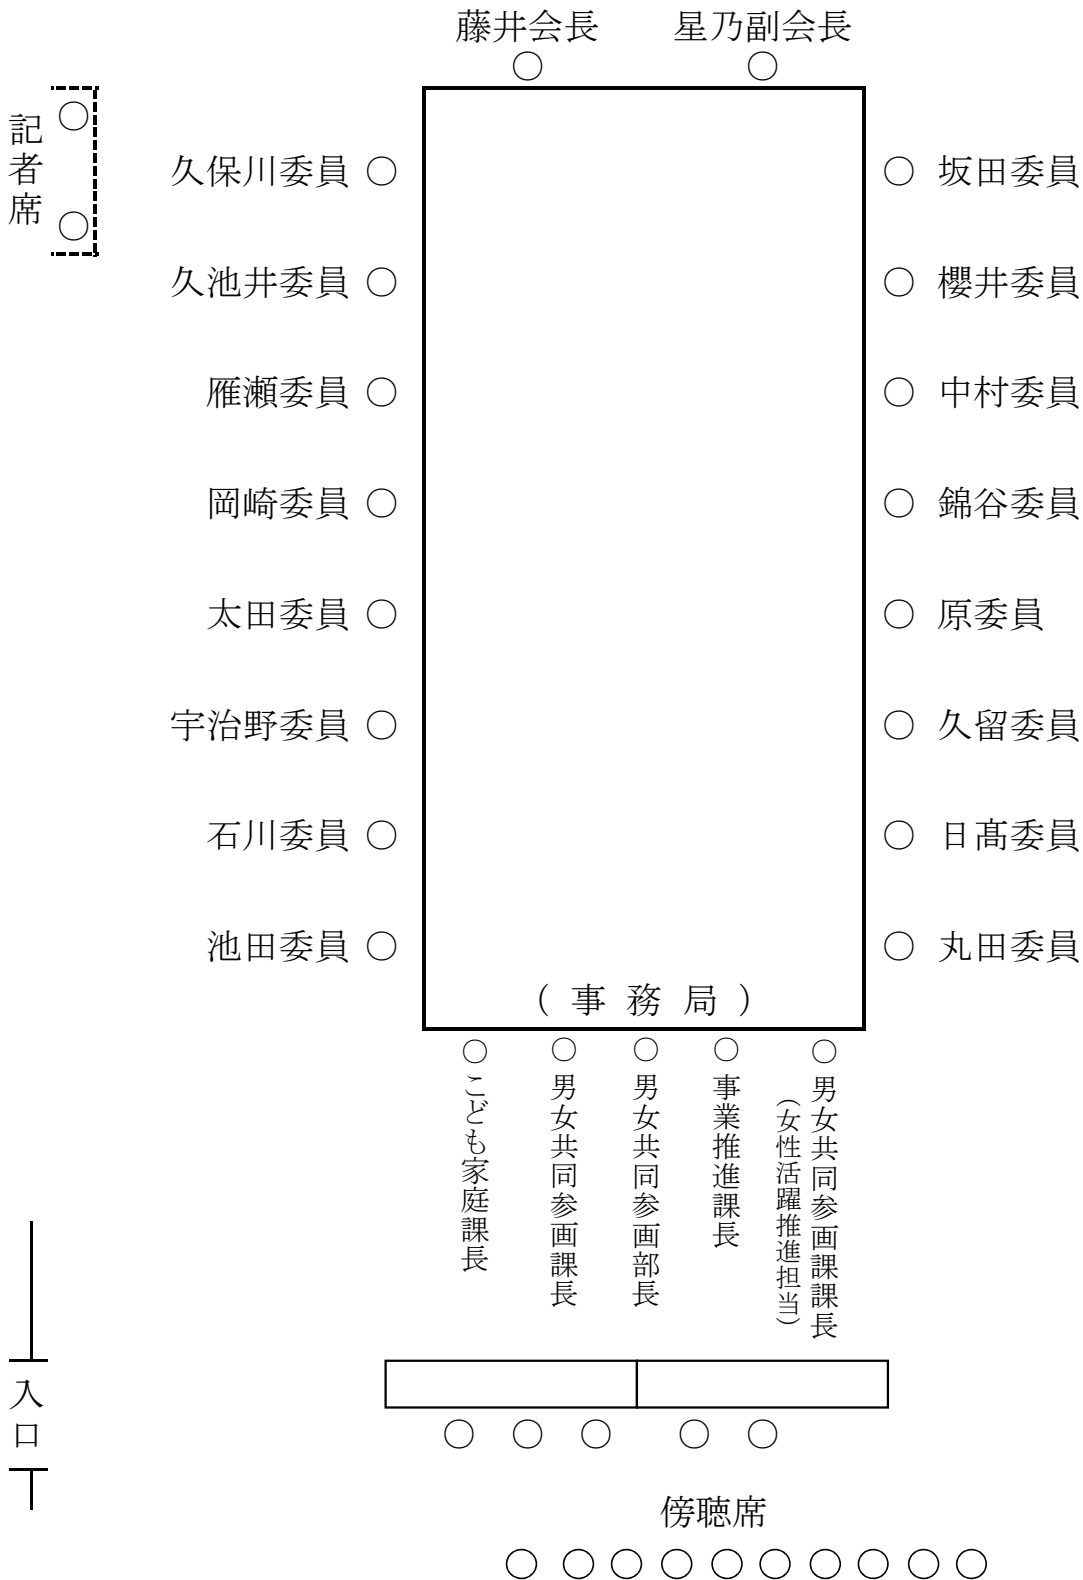 藤井会長
星乃副会長
記者席
久保川委員
坂田委員
久池井委員
櫻井委員
雁瀬委員
中村委員
岡崎委員
錦谷委員
太田委員
原委員
宇治野委員
久留委員
石川委員
日髙委員
池田委員
丸田委員
(事務局)
こども家庭課長
男女共同参画課長
男女共同参画部長
事業推進課長
男女共同参画課課長
(女性活躍推進担当)
入口
傍聴席